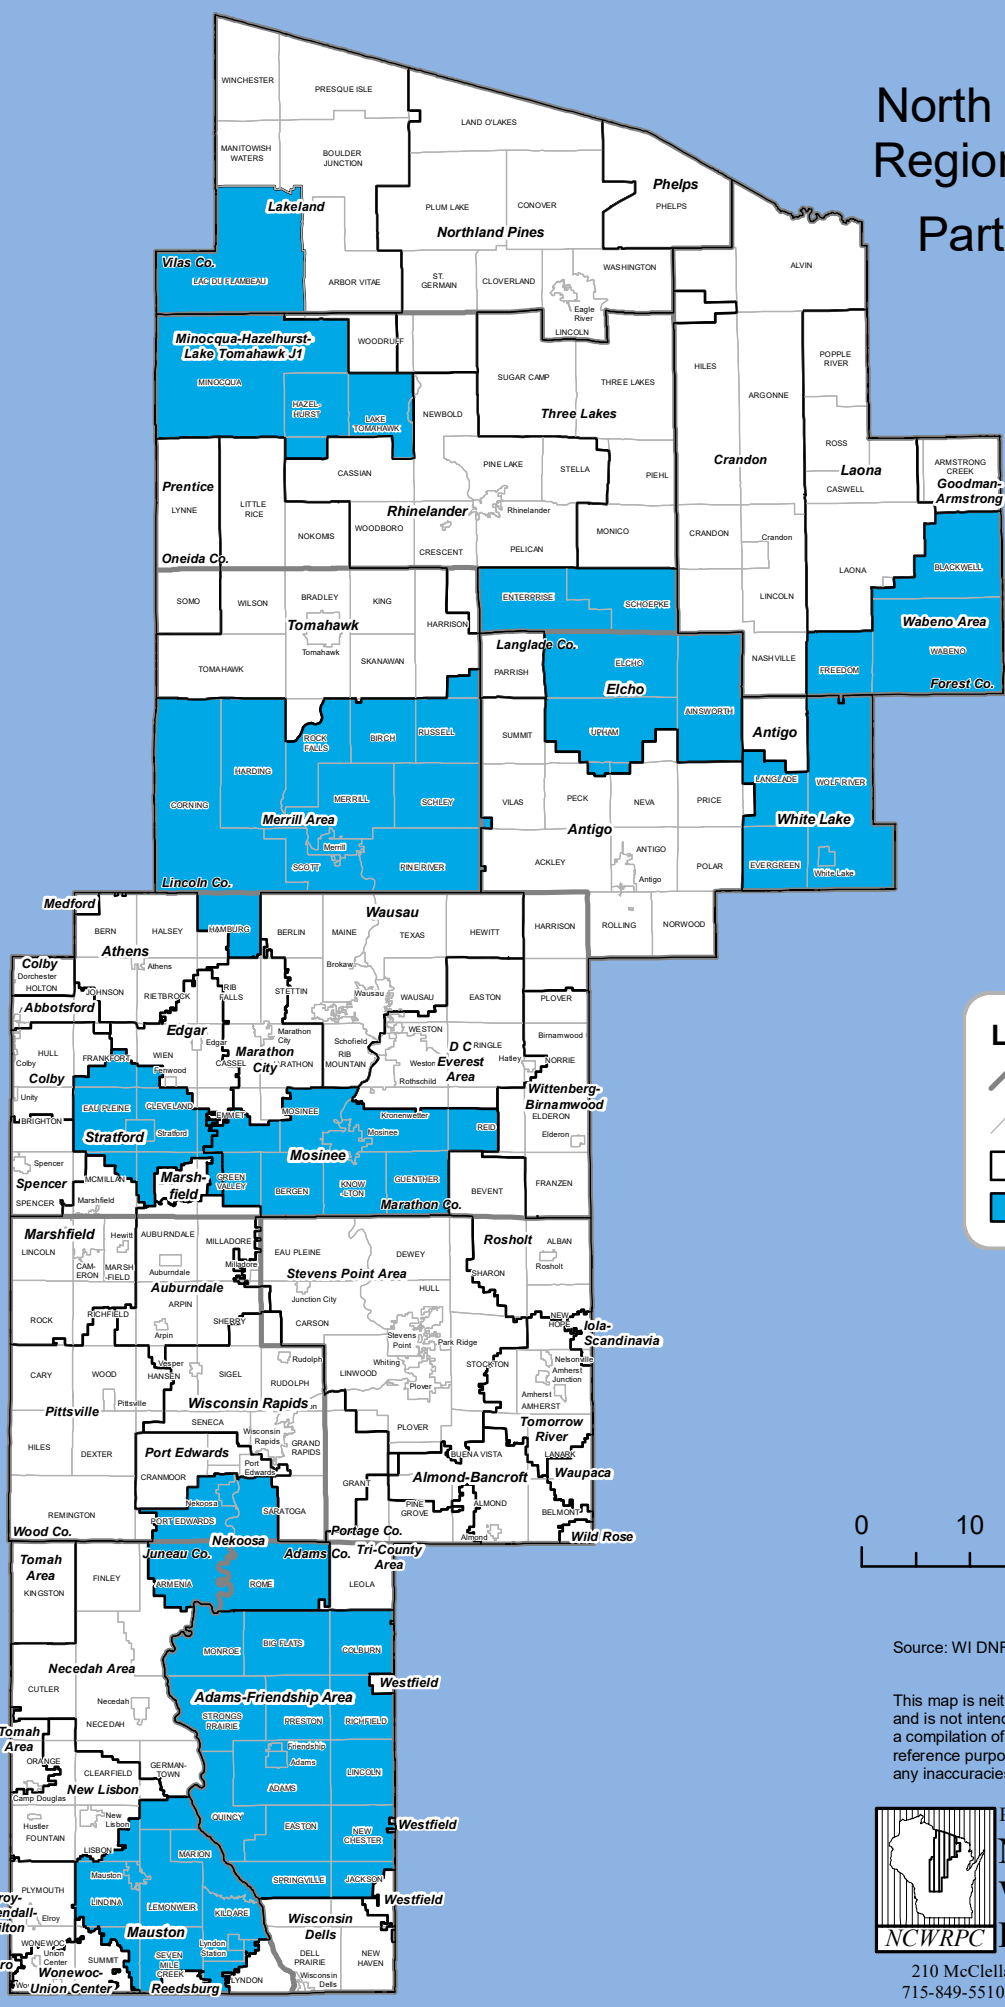 North
Region
Part
WINCHESTER
PRESQUE ISLE
LAND O'LAKES
MANITOWISH
WATERS
BOULDER
JUNCTION
Phelps
PHELPS
Lakeland
PLUM LAKE
CONOVER
Northland Pines
Vilas Co.
LAC DU FLAMBEAU
ARBOR VITAE
ST.
GERMAIN
CLOVERLAND
WASHINGTON
ALVIN
Eagle
River
LINCOLN
Minocqua-Hazelhurst-
Lake Tomahawk J1
WOODRUFF
MINOCQUA
HAZEL-
HURST
LAKE
TOMAHAWK
NEWBOLD
SUGAR CAMP
THREE LAKES
Three Lakes
HILES
ARGONNE
POPPLE
RIVER
ROSS
CASWELL
Crandon
Laona
ARMSTRONG
CREEK
Goodman-
Armstrong
Prentice
LYNNE
LITTLE
RICE
CASSIAN
PINE LAKE
STELLA
PIEHL
Rhinelander
Rhinelander
NOKOMIS
WOODBORO
CRESCENT
PELICAN
MONICO
CRANDON
Crandon
LAONA
BLACKWELL
Oneida Co.
SOMO
WILSON
BRADLEY
KING
Tomahawk
Tomahawk
HARRISON
ENTERPRISE
SCHOEPKE
LINCOLN
Wabeno Area
WABENO
TOMAHAWK
SKANAWAN
Langlade Co.
PARRISH
ELCHO
Elcho
AINSWORTH
NASHVILLE
FREEDOM
Forest Co.
ROCK
FALLS
BIRCH
RUSSELL
SUMMIT
UPHAM
Antigo
HARDING
CORNING
MERRILL
SCHLEY
Merrill Area
Merrill
SCOTT
PINE RIVER
Lincoln Co.
VILAS
PECK
NEVA
PRICE
Antigo
ACKLEY
ANTIGO
Antigo
POLAR
LANGLADE
WOLF RIVER
White Lake
EVERGREEN
White Lake
Medford
BERN
HALSEY
HAMBURG
BERLIN
MAINE
Wausau
TEXAS
HEWITT
HARRISON
ROLLING
NORWOOD
Athens
Athens
Colby
Dorchester
HOLTON
Abbotsford
JOHNSON
RIETBROCK
RIB
FALLS
STETTIN
Brokaw
Wausau
WAUSAU
EASTON
PLOVER
Edgar
Edgar
HULL
Colby
Colby
FRANKFORT
WIEN
Fenwood
CASSEL
Marathon
City
Marathon
City
Schofield
RIB
MOUNTAIN
WESTON
Weston
Rothschild
D C
Everest
Area
Hatley
Birnamwood
NORRIE
Wittenberg-
Birnamwood
Unity
BRIGHTON
EAU PLEINE
CLEVELAND
Stratford
Stratford
EMMET
MOSINEE
Mosinee
Mosinee
Kronenwetter
REID
ELDERON
Elderon
Spencer
Spencer
SPENCER
MCMILLAN
Marshfield
Marsh-
field
GREEN
VALLEY
BERGEN
KNOW
LTON
GUENTHER
Marathon Co.
BEVENT
FRANZEN
Marshfield
LINCOLN
Hewitt
CAM-
ERON
MARSH
-FIELD
AUBURNDALE
Auburndale
Auburndale
ARPIN
Arpin
MILLADORE
Milladore
EAU PLEINE
DEWEY
Stevens Point Area
Junction City
CARSON
HULL
SHARON
Rosholt
ALBAN
Rosholt
ROCK
RICHFIELD
SHERRY
Stevens
Point
Park Ridge
Whiting
Plover
LINWOOD
STOCKTON
NEW
HOPE
Iola-
Scandinavia
Nelsonville
Amherst
Junction
Amherst
AMHERST
CARY
WOOD
Pittsville
Pittsville
Vesper
HANSEN
SIGEL
Rudolph
RUDOLPH
Wisconsin Rapids
SENECA
HILES
DEXTER
Port Edwards
CRANMOOR
Wisconsin
Rapids
GRAND
RAPIDS
Port
Edwards
PLOVER
BUENA VISTA
Tomorrow
River
LANARK
Waupaca
GRANT
Almond-Bancroft
PINE
GROVE
ALMOND
Almond
BELMONT
Wild Rose
REMINGTON
Wood Co.
PORT EDWARDS
Nekoosa
Nekoosa
SARATOGA
Portage Co.
Tomah
Area
KINGSTON
FINLEY
Juneau Co.
ARMENIA
ROME
Adams Co.
Tri-County
Area
LEOLA
Necedah Area
CUTLER
Necedah
NECEDAH
MONROE
BIG FLATS
COLBURN
Westfield
Adams-Friendship Area
STRONGS
PRAIRIE
PRESTON
RICHFIELD
Tomah
Area
ORANGE
CLEARFIELD
GERMAN-
TOWN
New Lisbon
Friendship
Adams
ADAMS
LINCOLN
Camp Douglas
Hustler
FOUNTAIN
New
Lisbon
LISBON
QUINCY
EASTON
NEW
CHESTER
Westfield
MARION
Mauston
LINDINA
LEMONWEIR
KILDARE
Mauston
SPRINGVILLE
JACKSON
Westfield
PLYMOUTH
Elroy
WONEWOC
Union
Center
SUMMIT
Wonewoc-
Union Center
SEVEN
MILE
CREEK
Lyndon
Station
LYNDON
Reedsburg
Wisconsin
Dells
DELL
PRAIRIE
NEW
HAVEN
Wisconsin
Dells
L
0 10
Source: WI DNR
This map is neit
and is not intend
a compilation of
reference purpo
any inaccuracies
NCWRPC
210 McClella
715-849-5510